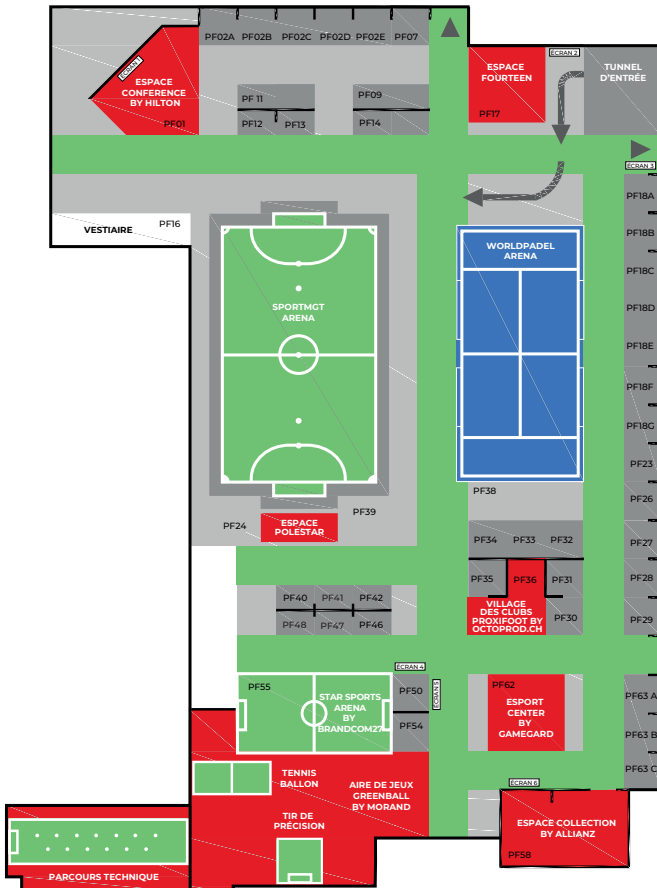 PF02A PF02B PF02C PF02D PF02E PF07
ÉCRAN 1
ESPACE
CONFERENCE
BY HILTON
PF01
PF 11
PF12
PF13
PF09
PF14
ESPACE
FOURTEEN
PF17
ÉCRAN 2
TUNNEL
D'ENTRÉE
ÉCRAN 3
VESTIAIRE
PF16
SPORTMGT
ARENA
WORLDPADEL
ARENA
PF18A
PF18B
PF18C
PF18D
PF18E
PF18F
PF18G
PF23
PF26
PF27
PF28
PF29
PF38
PF39
PF24
ESPACE
POLESTAR
PF34 PF33 PF32
PF35 PF36 PF31
PF30
VILLAGE
DES CLUBS
PROXIFOOT BY
OCTOPROD.CH
PF40 PF41 PF42
PF48 PF47 PF46
ÉCRAN 4
ÉCRAN 5
PF55
STAR SPORTS
ARENA
BY
BRANDCOM27
PF50
PF54
PF62
ESPORT
CENTER
BY
GAMEGARD
PF63 A
PF63 B
PF63 C
TENNIS
BALLON
AIRE DE JEUX
GREENBALL
BY MORAND
TIR DE
PRÉCISION
ÉCRAN 6
ESPACE COLLECTION
BY ALLIANZ
PF58
PARCOURS TECHNIQUE